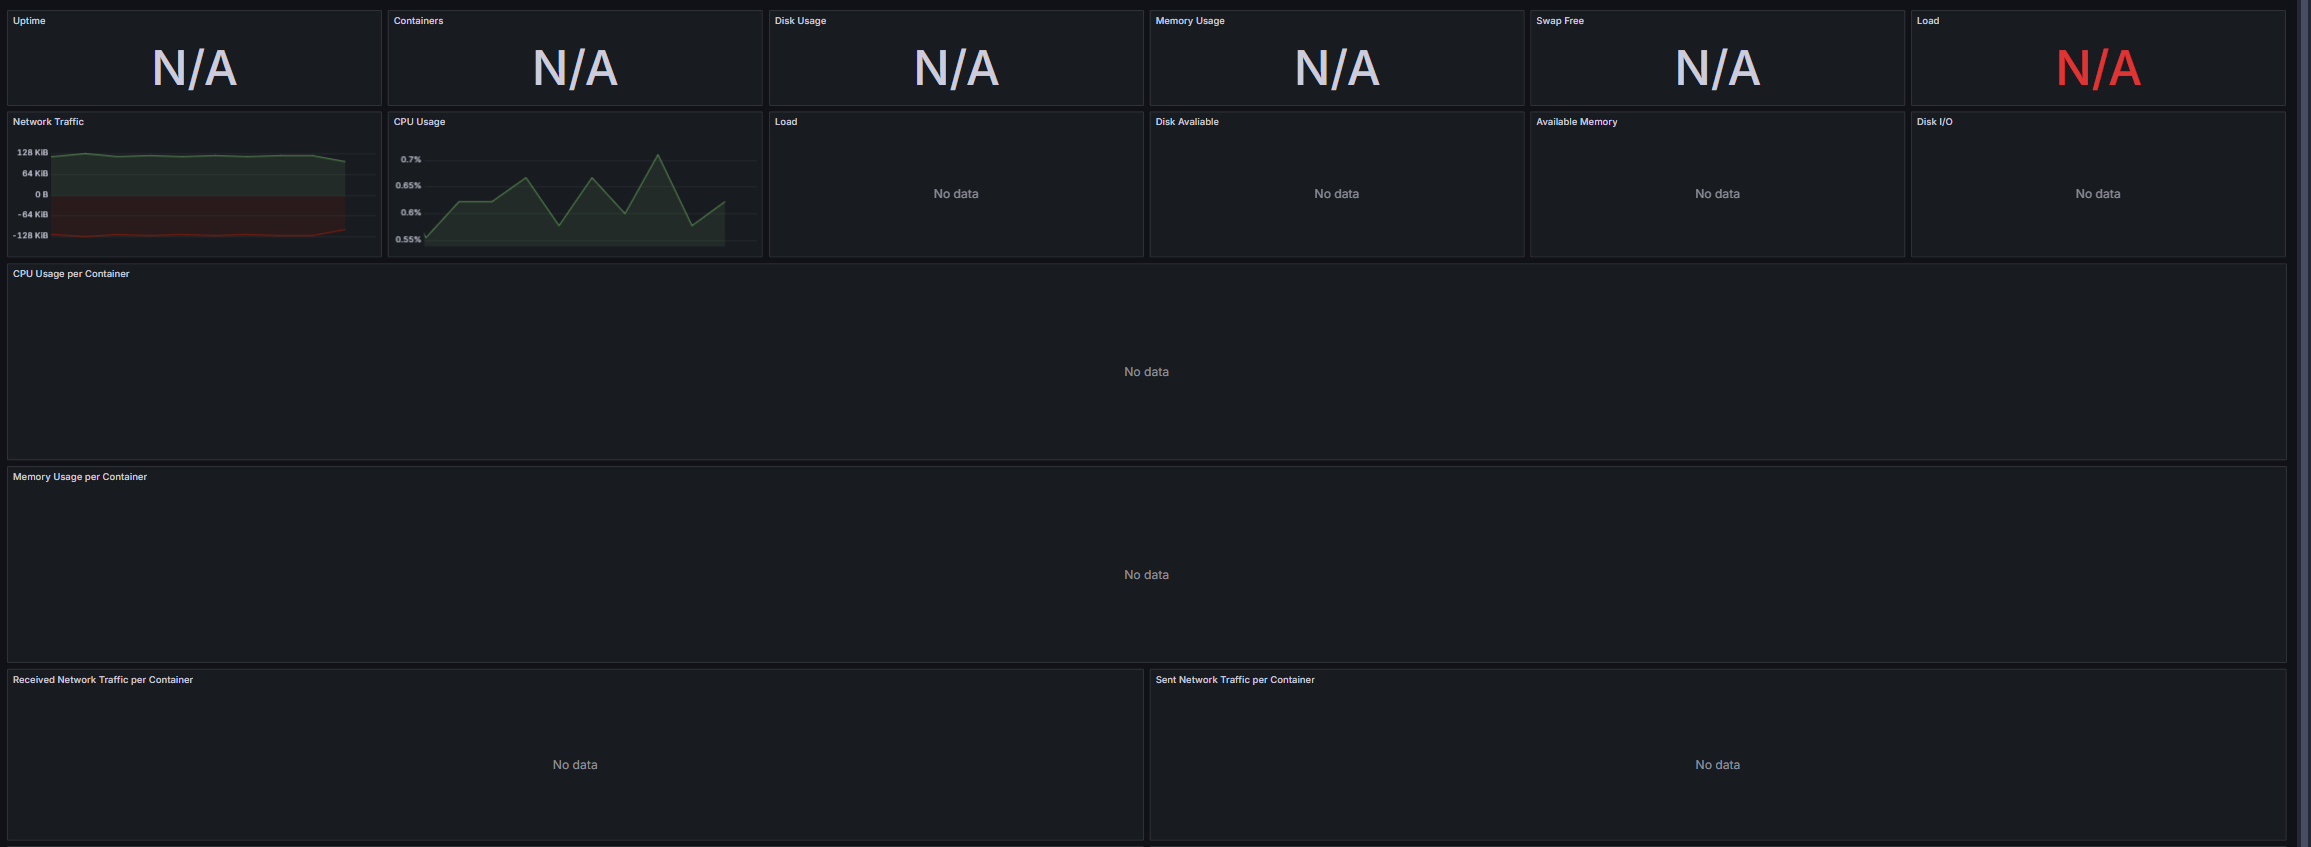 Uptime
N/A
Containers
N/A
Disk Usage
N/A
Memory Usage
N/A
Swap Free
N/A
Load
N/A
Network Traffic
128 KiB
64 KiB
0 B
-64 KiB
-128 KiB
CPU Usage
0.7%
0.65%
0.6%
0.55%
Load
No data
Disk Avaliable
No data
Available Memory
No data
Disk I/O
No data
CPU Usage per Container
No data
Memory Usage per Container
No data
Received Network Traffic per Container
No data
Sent Network Traffic per Container
No data